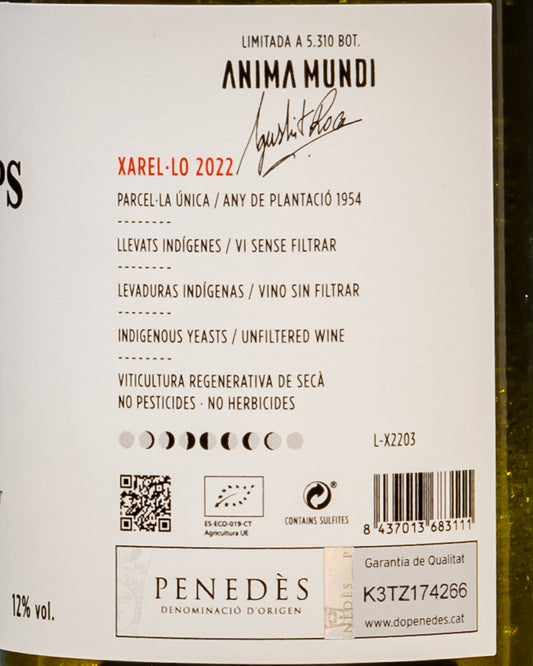 LIMITADA A 5.310 BOT.
ANIMA MUNDI
Agustí Roca
XAREL·LO 2022
PARCEL·LA ÚNICA / ANY DE PLANTACIÓ 1954
--------
LLEVATS INDÍGENES / VI SENSE FILTRAR
--------
LEVADURAS INDÍGENAS / VINO SIN FILTRAR
--------
INDIGENOUS YEASTS / UNFILTERED WINE
--------
VITICULTURA REGENERATIVA DE SECÀ
NO PESTICIDES · NO HERBICIDES
L-X2203
ES-ECO-019-CT
Agricultura UE
CONTAINS SULFITES
8 437013 683111
PENEDÈS
DENOMINACIÓ D'ORIGEN
PENEDÈS
Garantia de Qualitat
K3TZ174266
www.dopenedes.cat
12% vol.